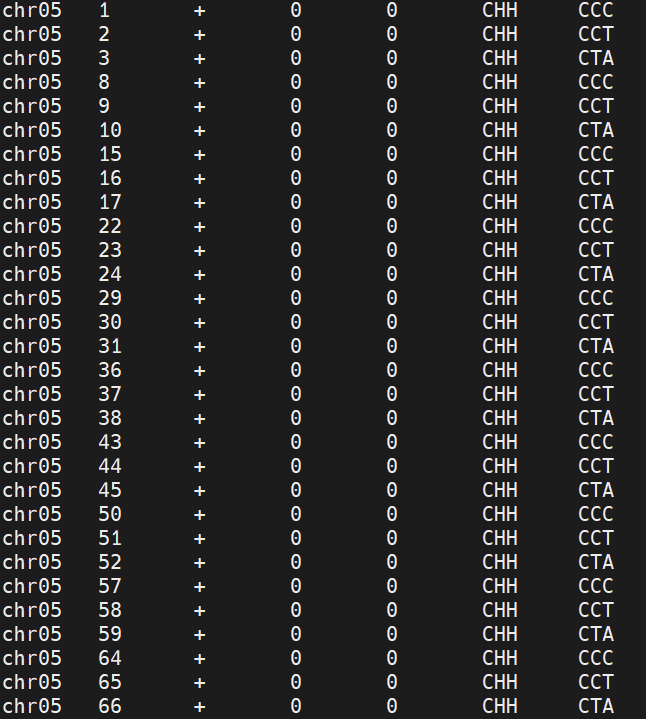 chr05 1 + 0 0 CHH CCC
chr05 2 + 0 0 CHH CCT
chr05 3 + 0 0 CHH CTA
chr05 8 + 0 0 CHH CCC
chr05 9 + 0 0 CHH CCT
chr05 10 + 0 0 CHH CTA
chr05 15 + 0 0 CHH CCC
chr05 16 + 0 0 CHH CCT
chr05 17 + 0 0 CHH CTA
chr05 22 + 0 0 CHH CCC
chr05 23 + 0 0 CHH CCT
chr05 24 + 0 0 CHH CTA
chr05 29 + 0 0 CHH CCC
chr05 30 + 0 0 CHH CCT
chr05 31 + 0 0 CHH CTA
chr05 36 + 0 0 CHH CCC
chr05 37 + 0 0 CHH CCT
chr05 38 + 0 0 CHH CTA
chr05 43 + 0 0 CHH CCC
chr05 44 + 0 0 CHH CCT
chr05 45 + 0 0 CHH CTA
chr05 50 + 0 0 CHH CCC
chr05 51 + 0 0 CHH CCT
chr05 52 + 0 0 CHH CTA
chr05 57 + 0 0 CHH CCC
chr05 58 + 0 0 CHH CCT
chr05 59 + 0 0 CHH CTA
chr05 64 + 0 0 CHH CCC
chr05 65 + 0 0 CHH CCT
chr05 66 + 0 0 CHH CTA